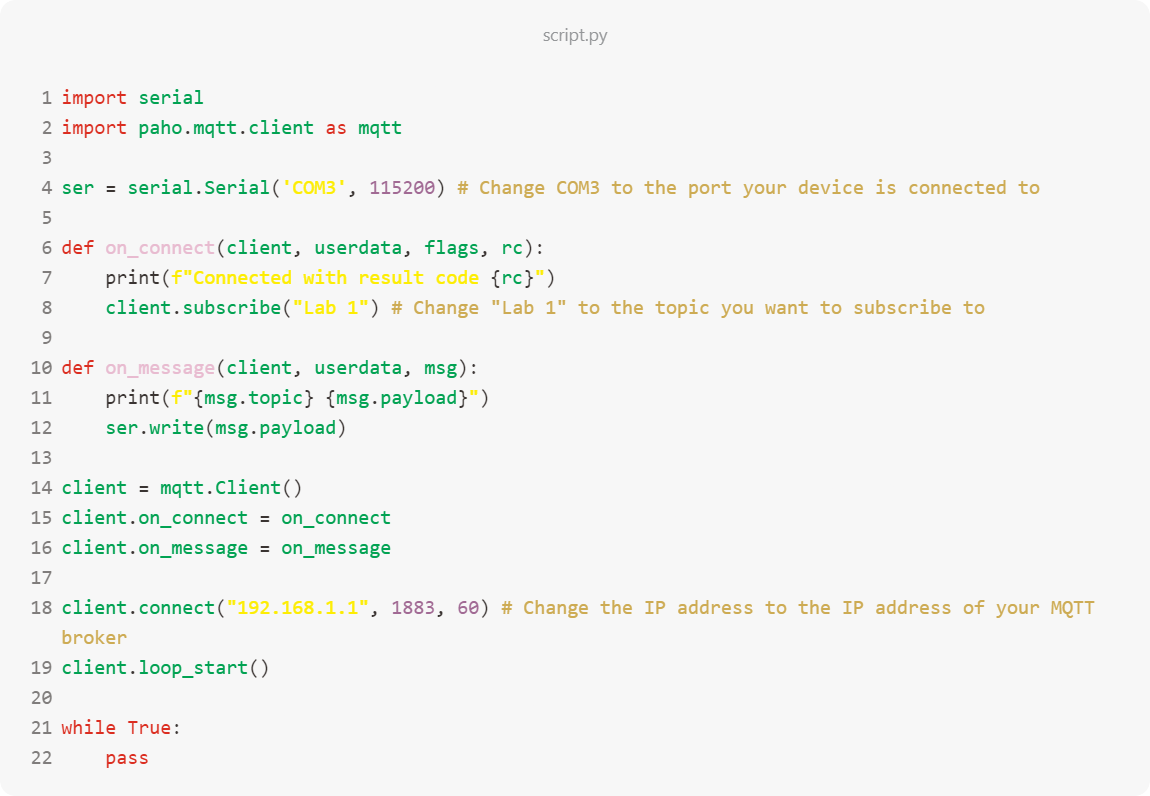 script.py
1 import serial
2 import paho.mqtt.client as mqtt
3
4 ser = serial.Serial('COM3', 115200) # Change COM3 to the port your device is connected to
5
6 def on_connect(client, userdata, flags, rc):
7     print(f"Connected with result code {rc}")
8     client.subscribe("Lab 1") # Change "Lab 1" to the topic you want to subscribe to
9
10 def on_message(client, userdata, msg):
11     print(f"{msg.topic} {msg.payload}")
12     ser.write(msg.payload)
13
14 client = mqtt.Client()
15 client.on_connect = on_connect
16 client.on_message = on_message
17
18 client.connect("192.168.1.1", 1883, 60) # Change the IP address to the IP address of your MQTT
broker
19 client.loop_start()
20
21 while True:
22     pass